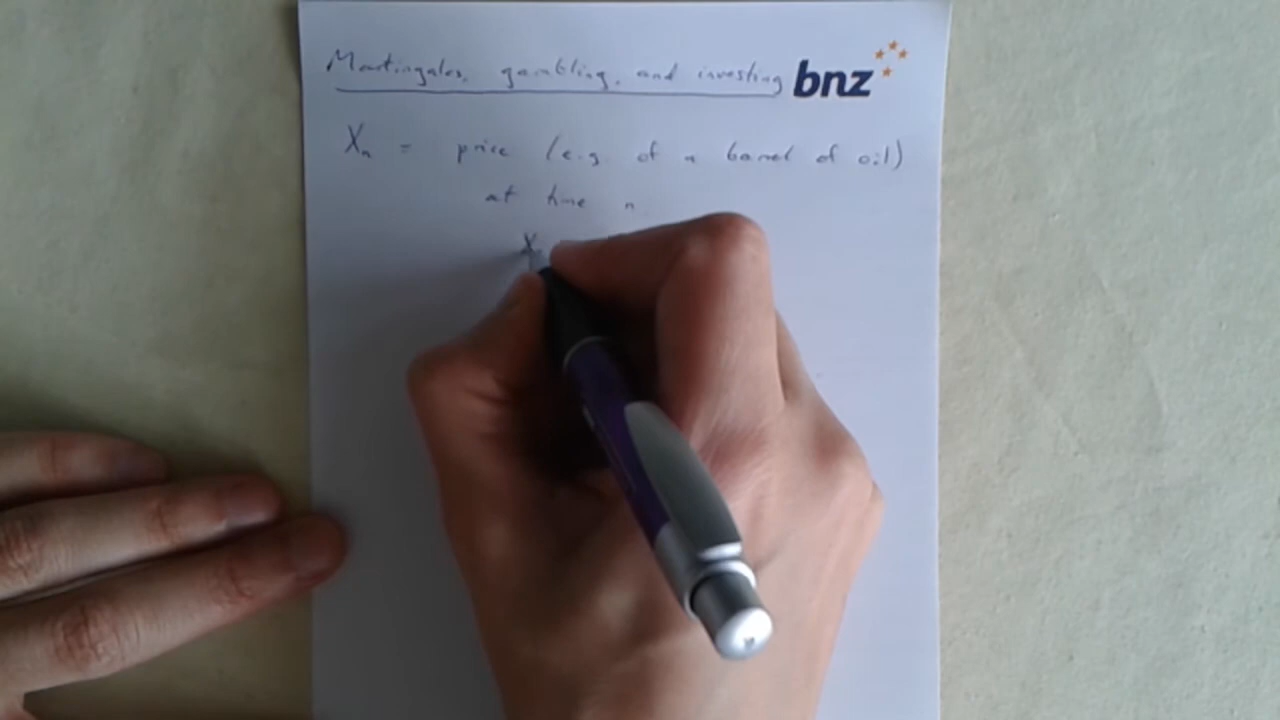 Martingales, gambling, and investing bnz
Xn = price (e.g. of a barrel of oil)
at time n
X